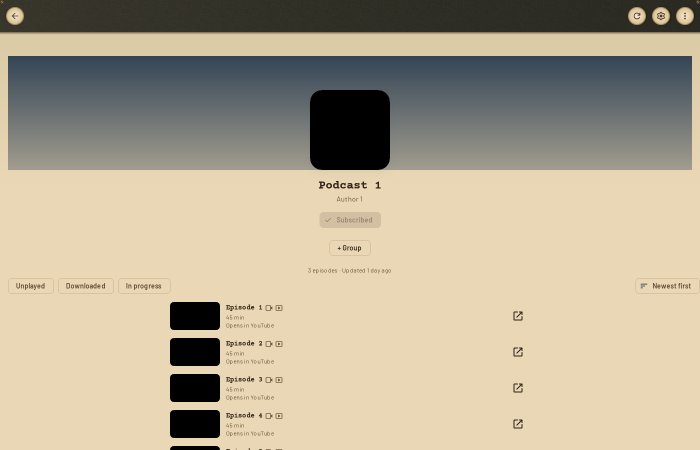 Podcast 1
Author 1
Subscribed
+ Group
3 episodes · Updated 1 day ago
Unplayed Downloaded In progress Newest first
Episode 1
46 min
Opens in YouTube
Episode 2
46 min
Opens in YouTube
Episode 3
46 min
Opens in YouTube
Episode 4
46 min
Opens in YouTube